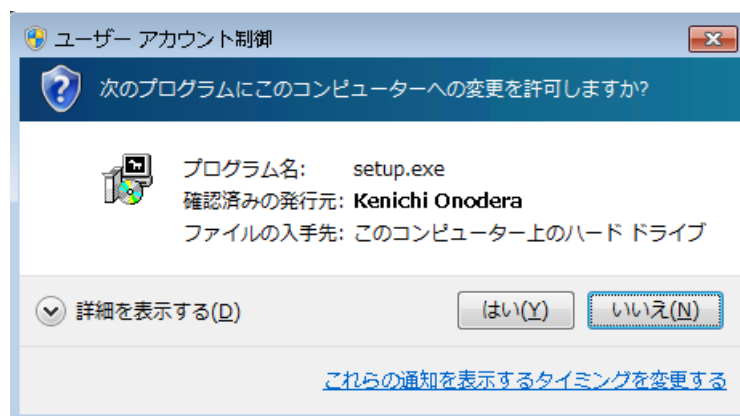 ユーザー アカウント制御
次のプログラムにこのコンピューターへの変更を許可しますか?
プログラム名: setup.exe
確認済みの発行元: Kenichi Onodera
ファイルの入手先: このコンピューター上のハード ドライブ
詳細を表示する(D) はい(Y) いいえ(N)
これらの通知を表示するタイミングを変更する